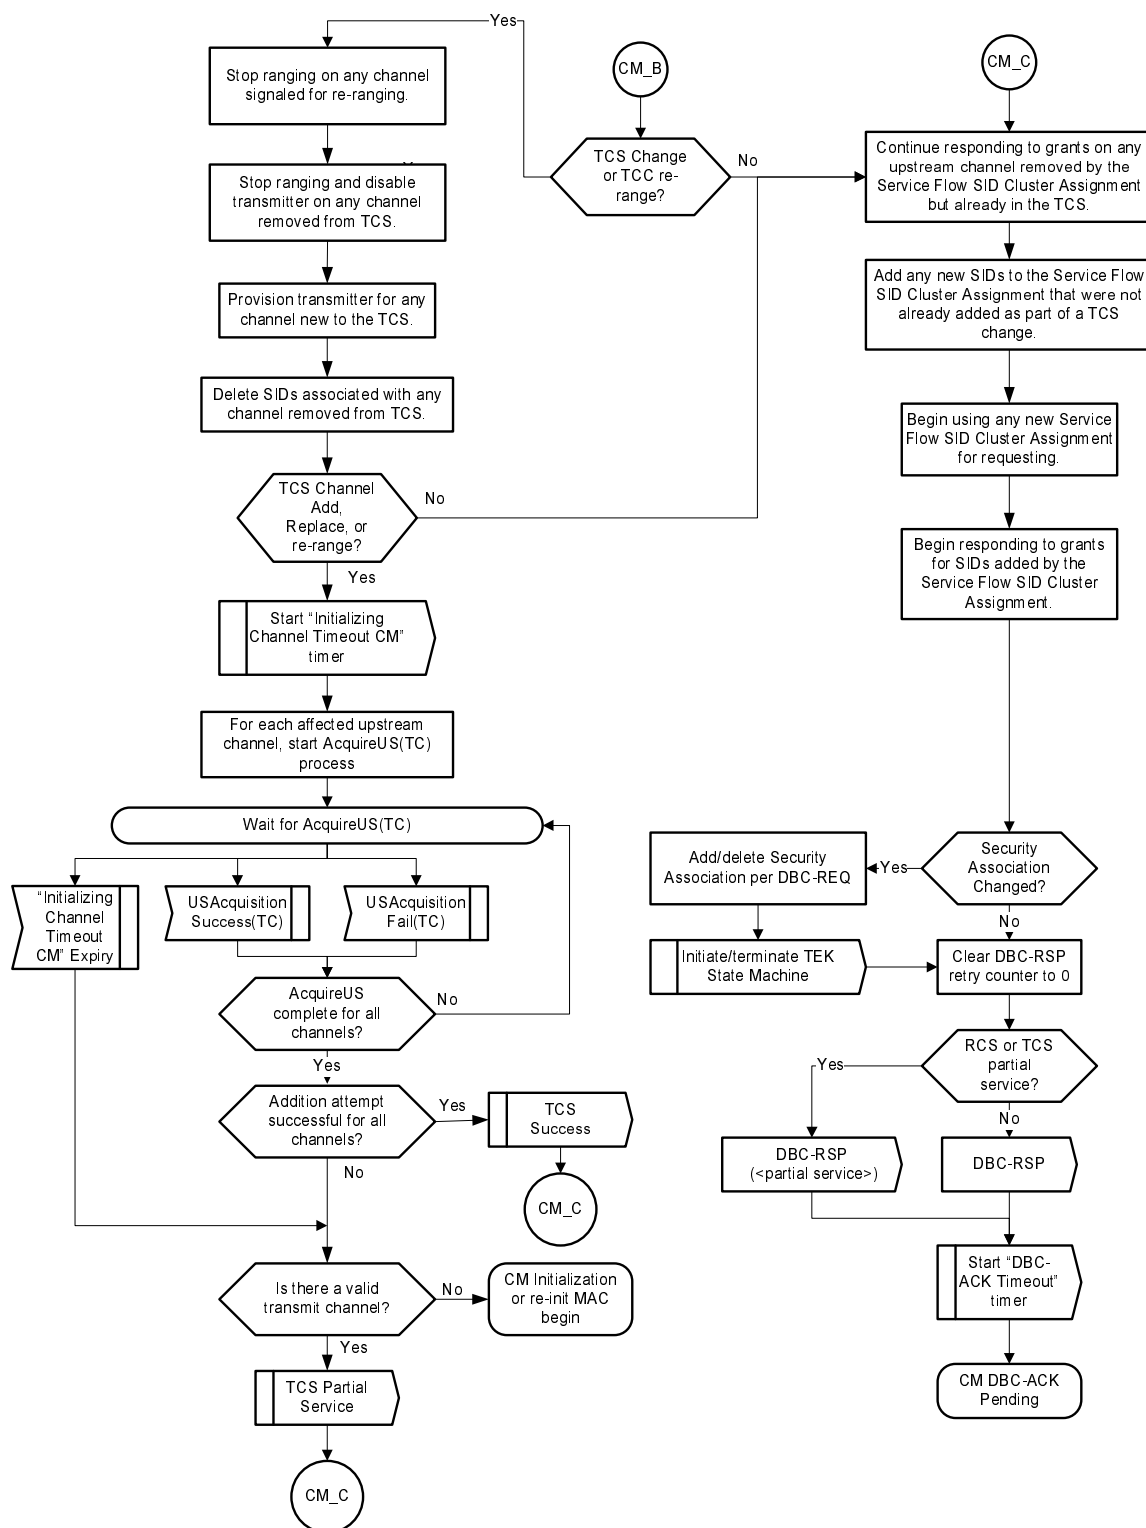 Yes
Stop ranging on any channel
signaled for re-ranging.
CM_B
CM_C
Stop ranging and disable
transmitter on any channel
removed from TCS.
TCS Change
or TCC re-
range?
No
Continue responding to grants on any
upstream channel removed by the
Service Flow SID Cluster Assignment
but already in the TCS.
Provision transmitter for any
channel new to the TCS.
Add any new SIDs to the Service Flow
SID Cluster Assignment that were not
already added as part of a TCS
change.
Delete SIDs associated with any
channel removed from TCS.
Begin using any new Service
Flow SID Cluster Assignment
for requesting.
TCS Channel
Add,
Replace, or
re-range?
No
Yes
Begin responding to grants
for SIDs added by the
Service Flow SID Cluster
Assignment.
Start “Initializing
Channel Timeout CM”
timer
For each affected upstream
channel, start AcquireUS(TC)
process
Wait for AcquireUS(TC)
“Initializing
Channel
Timeout
CM” Expiry
USAcquisition
Success(TC)
USAcquisition
Fail(TC)
Add/delete Security
Association per DBC-REQ
Yes
Security
Association
Changed?
No
Initiate/terminate TEK
State Machine
Clear DBC-RSP
retry counter to 0
AcquireUS
complete for all
channels?
No
Yes
RCS or TCS
partial
service?
Yes
No
Addition attempt
successful for all
channels?
Yes
No
TCS
Success
CM_C
DBC-RSP
(<partial service>)
DBC-RSP
Start “DBC-
ACK Timeout”
timer
Is there a valid
transmit channel?
No
Yes
CM Initialization
or re-init MAC
begin
CM DBC-ACK
Pending
TCS Partial
Service
CM_C